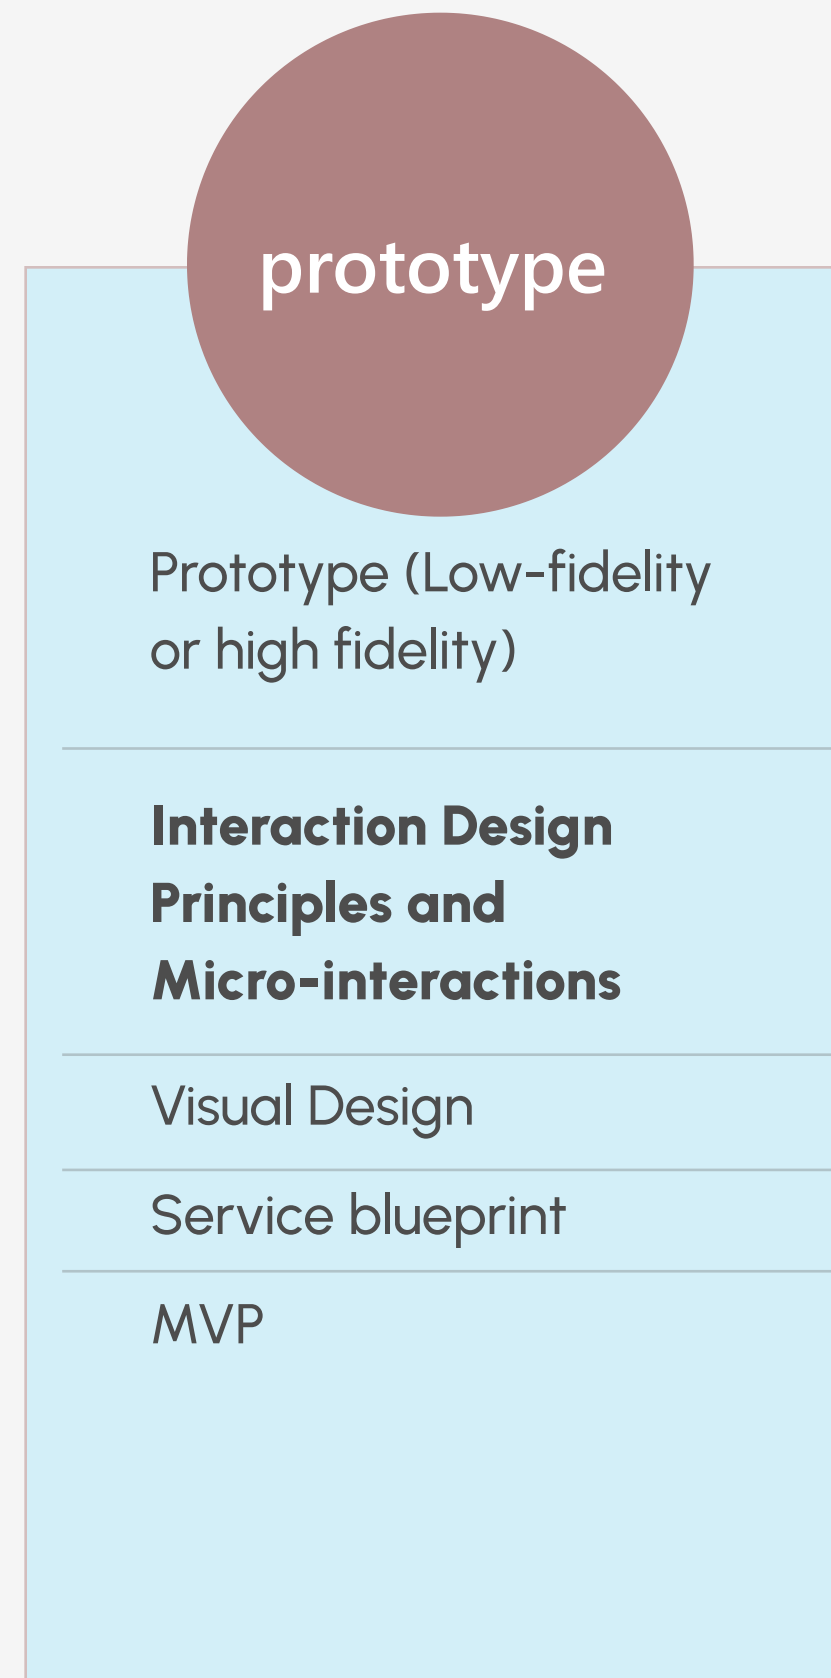 prototype
Prototype (Low-fidelity
or high fidelity)
Interaction Design
Principles and
Micro-interactions
Visual Design
Service blueprint
MVP